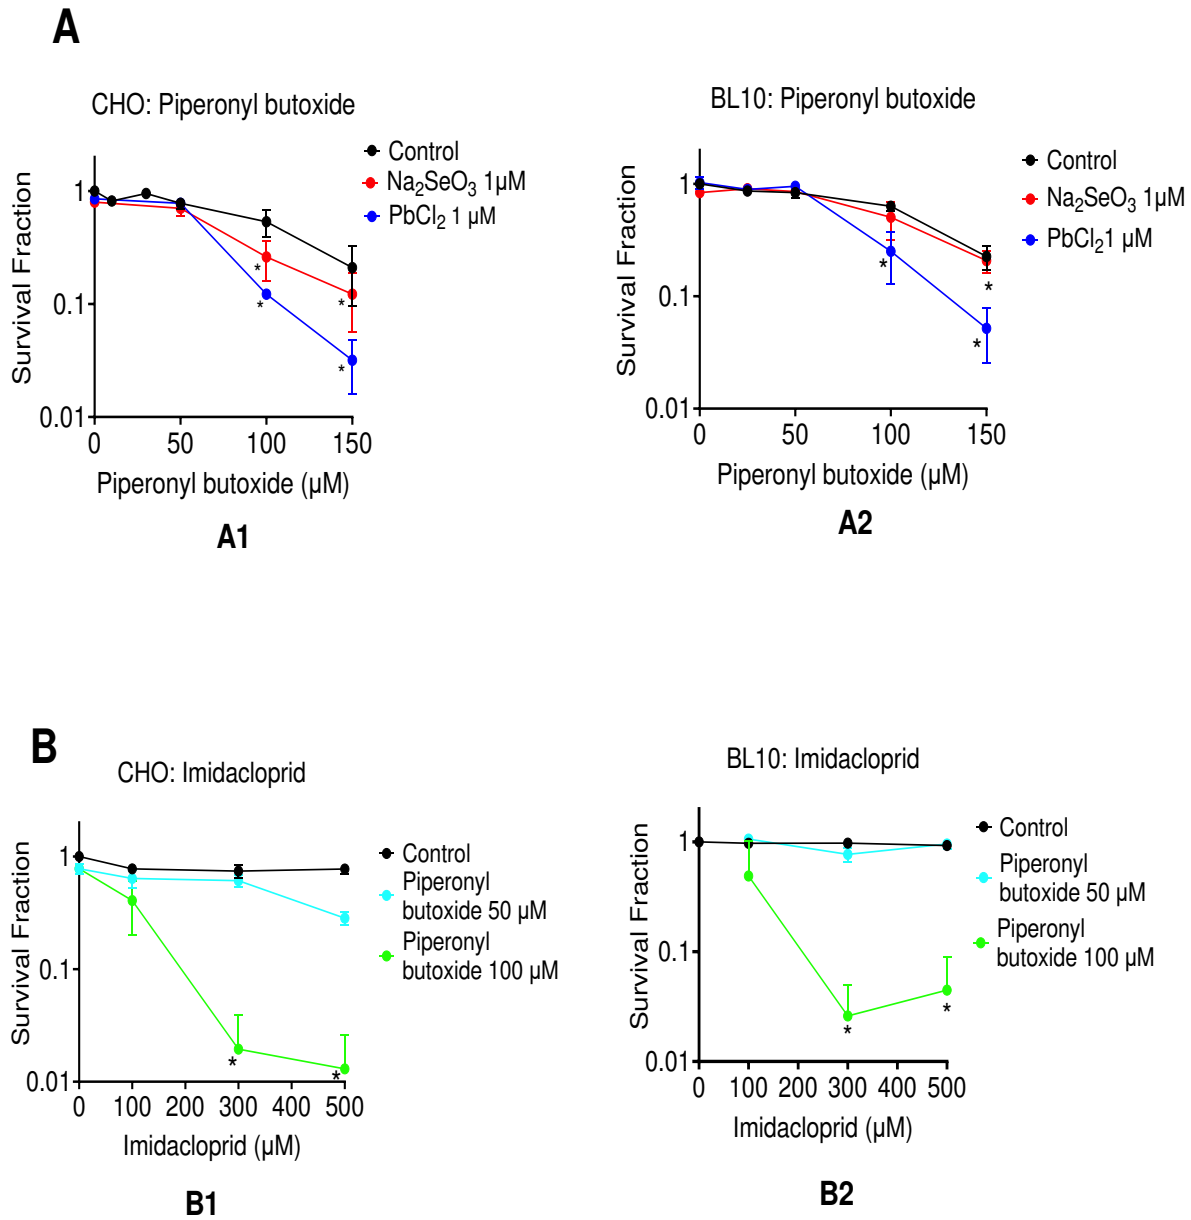 A
CHO: Piperonyl butoxide
Control
Na₂SeO₃ 1µM
PbCl₂ 1 µM
Survival Fraction
1
0.1
0.01
0 50 100 150
* * * *
Piperonyl butoxide (µM)
A1
BL10: Piperonyl butoxide
Control
Na₂SeO₃ 1µM
PbCl₂1 µM
Survival Fraction
1
0.1
0.01
0 50 100 150
* * *
Piperonyl butoxide (µM)
A2
B
CHO: Imidacloprid
Control
Piperonyl
butoxide 50 µM
Piperonyl
butoxide 100 µM
Survival Fraction
1
0.1
0.01
0 100 200 300 400 500
* *
Imidacloprid (µM)
B1
BL10: Imidacloprid
Control
Piperonyl
butoxide 50 µM
Piperonyl
butoxide 100 µM
Survival Fraction
1
0.1
0.01
0 100 200 300 400 500
* *
Imidacloprid (µM)
B2